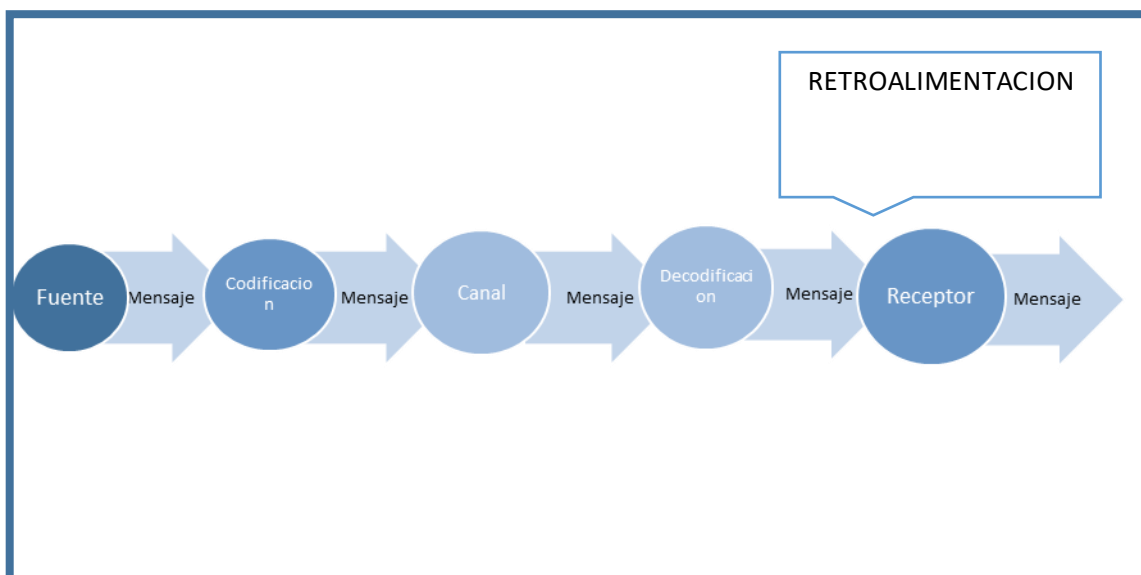 RETROALIMENTACION
Fuente
Mensaje
Codificacio
n
Mensaje
Canal
Mensaje
Decodificaci
on
Mensaje
Receptor
Mensaje